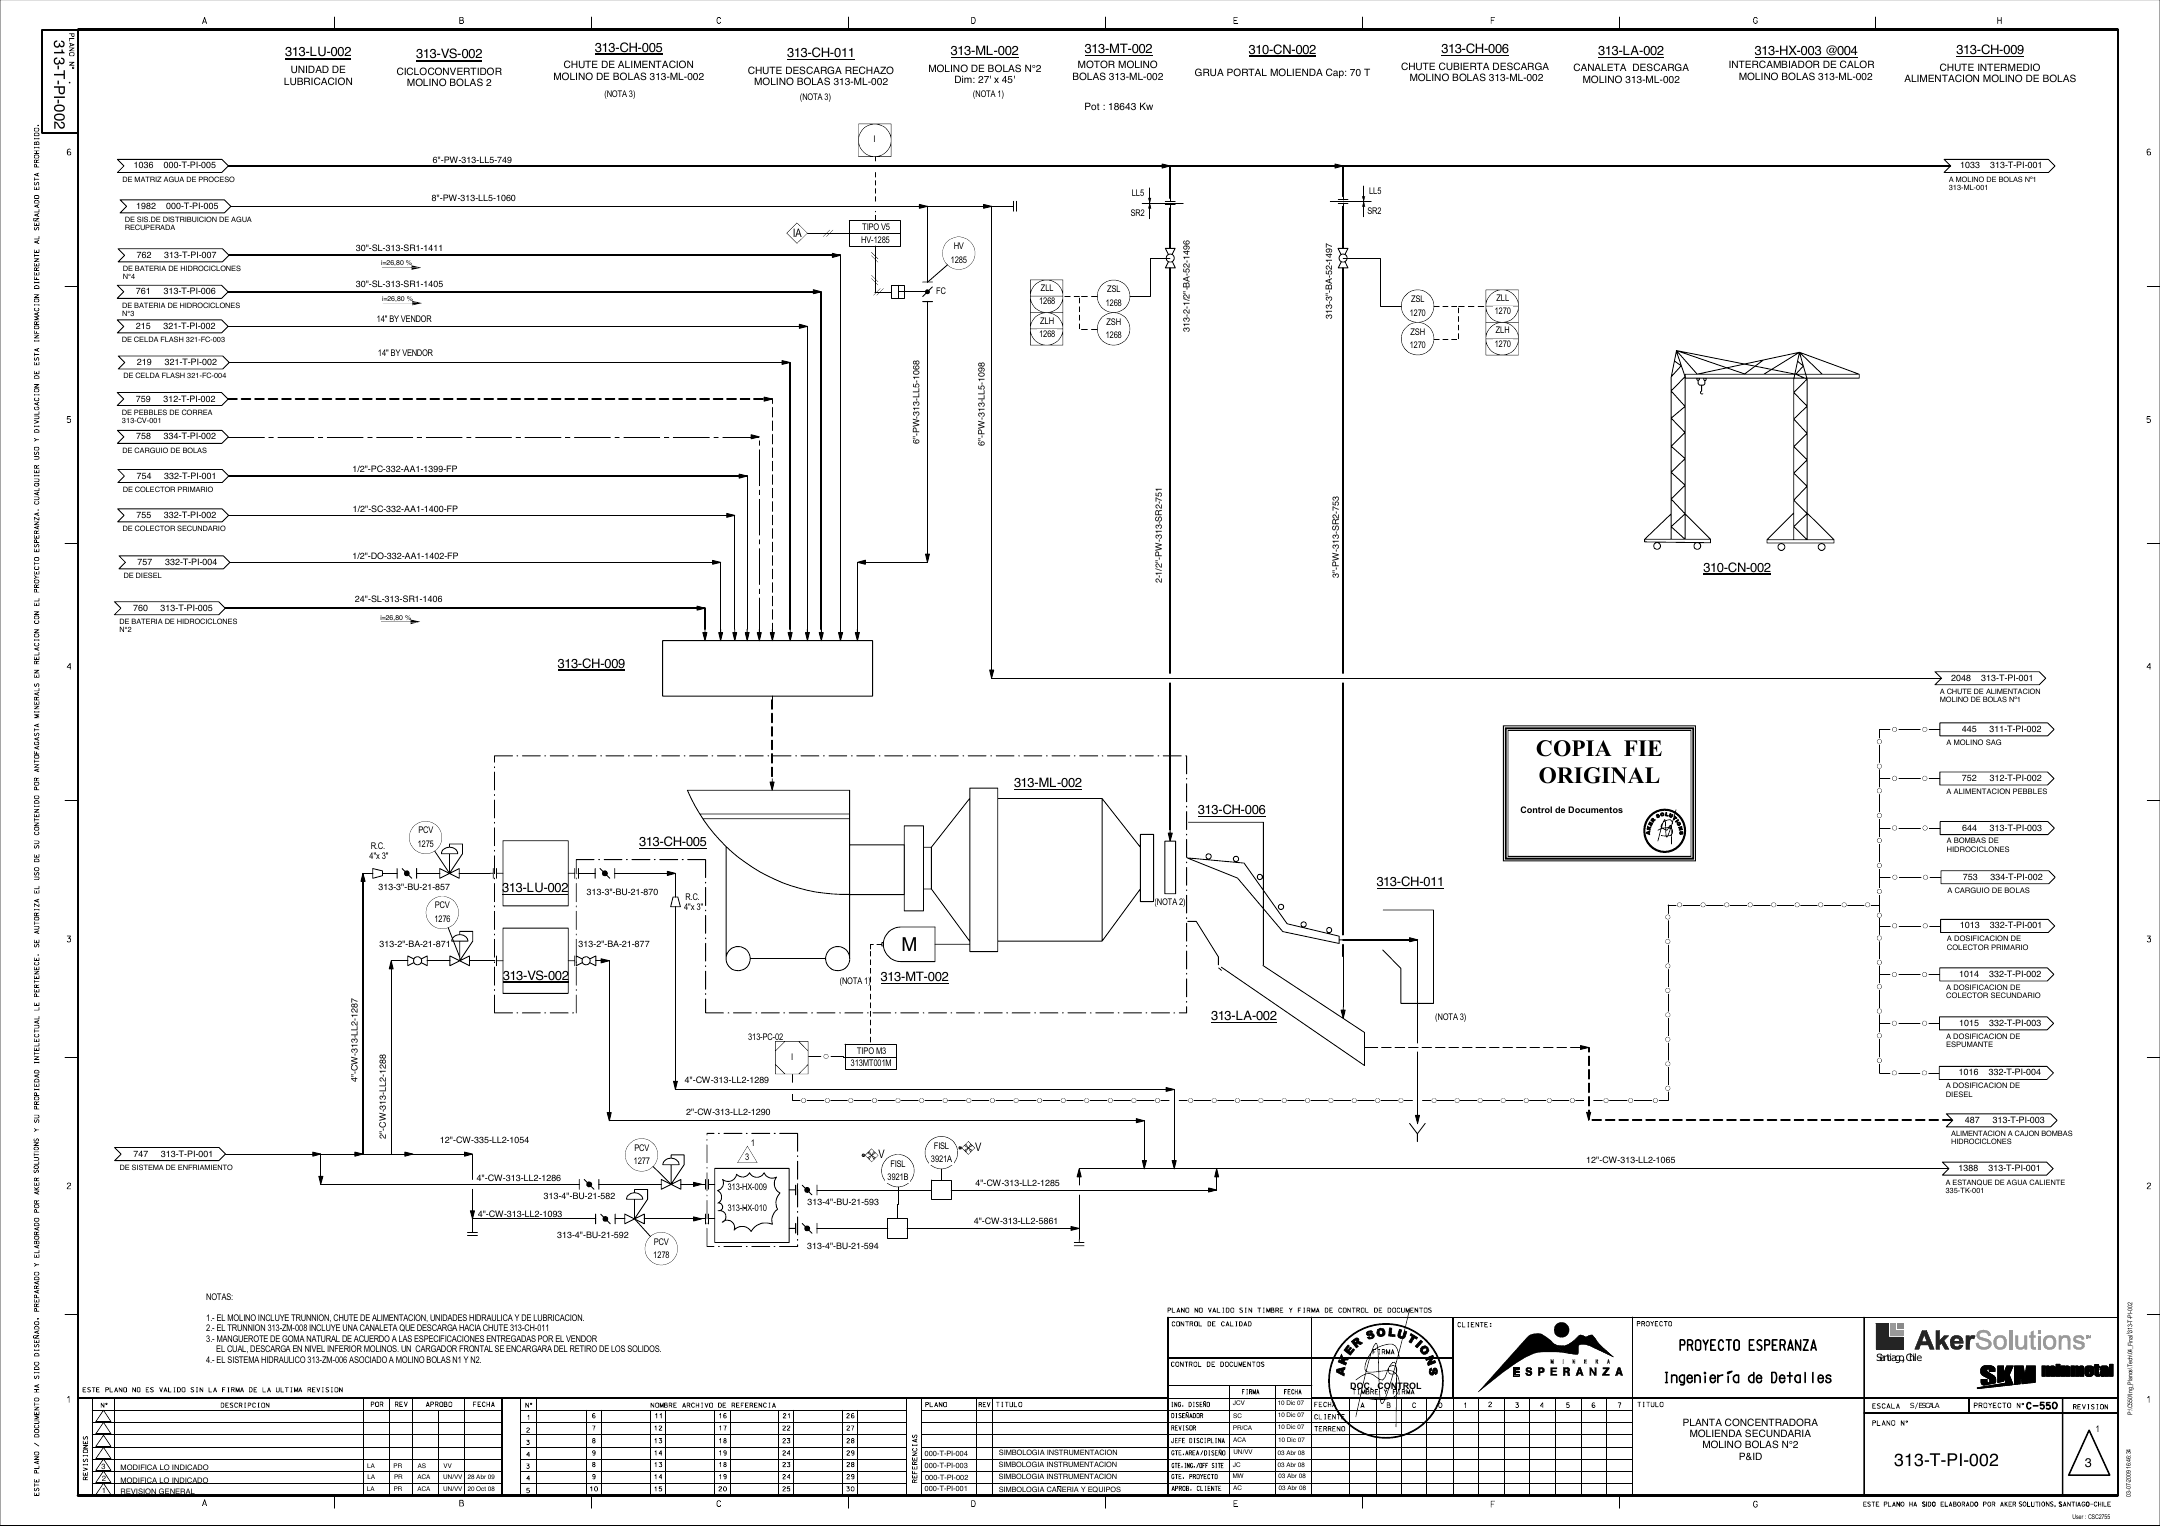 A B C D E F G H
PLANO Nº:
313-T-PI-002
313-LU-002
UNIDAD DE
LUBRICACION
313-VS-002
CICLOCONVERTIDOR
MOLINO BOLAS 2
313-CH-005
CHUTE DE ALIMENTACION
MOLINO DE BOLAS 313-ML-002
(NOTA 3)
313-CH-011
CHUTE DESCARGA RECHAZO
MOLINO BOLAS 313-ML-002
(NOTA 3)
313-ML-002
MOLINO DE BOLAS N°2
Dim: 27' x 45'
(NOTA 1)
313-MT-002
MOTOR MOLINO
BOLAS 313-ML-002
Pot : 18643 Kw
310-CN-002
GRUA PORTAL MOLIENDA Cap: 70 T
313-CH-006
CHUTE CUBIERTA DESCARGA
MOLINO BOLAS 313-ML-002
313-LA-002
CANALETA DESCARGA
MOLINO 313-ML-002
313-HX-003 @004
INTERCAMBIADOR DE CALOR
MOLINO BOLAS 313-ML-002
313-CH-009
CHUTE INTERMEDIO
ALIMENTACION MOLINO DE BOLAS
6
5
4
3
2
1
1036 000-T-PI-005
DE MATRIZ AGUA DE PROCESO
6"-PW-313-LL5-749
1982 000-T-PI-005
DE SIS.DE DISTRIBUCION DE AGUA
RECUPERADA
8"-PW-313-LL5-1060
762 313-T-PI-007
DE BATERIA DE HIDROCICLONES
N°4
30"-SL-313-SR1-1411
i=26,80 %
761 313-T-PI-006
DE BATERIA DE HIDROCICLONES
N°3
30"-SL-313-SR1-1405
i=26,80 %
215 321-T-PI-002
DE CELDA FLASH 321-FC-003
14" BY VENDOR
219 321-T-PI-002
DE CELDA FLASH 321-FC-004
14" BY VENDOR
759 312-T-PI-002
DE PEBBLES DE CORREA
313-CV-001
758 334-T-PI-002
DE CARGUIO DE BOLAS
754 332-T-PI-001
DE COLECTOR PRIMARIO
1/2"-PC-332-AA1-1399-FP
755 332-T-PI-002
DE COLECTOR SECUNDARIO
1/2"-SC-332-AA1-1400-FP
757 332-T-PI-004
DE DIESEL
1/2"-DO-332-AA1-1402-FP
760 313-T-PI-005
DE BATERIA DE HIDROCICLONES
N°2
24"-SL-313-SR1-1406
i=26,80 %
I
IA
TIPO V5
HV-1285
HV
1285
FC
6"-PW-313-LL5-1068
6"-PW-313-LL5-1098
LL5
SR2
LL5
SR2
313-2-1/2"-BA-52-1496
313-3"-BA-52-1497
ZLL
1268
ZLH
1268
ZSL
1268
ZSH
1268
ZSL
1270
ZSH
1270
ZLL
1270
ZLH
1270
2-1/2"-PW-313-SR2-751
3"-PW-313-SR2-753
310-CN-002
1033 313-T-PI-001
A MOLINO DE BOLAS Nº1
313-ML-001
313-CH-009
2048 313-T-PI-001
A CHUTE DE ALIMENTACION
MOLINO DE BOLAS Nº1
445 311-T-PI-002
A MOLINO SAG
752 312-T-PI-002
A ALIMENTACION PEBBLES
644 313-T-PI-003
A BOMBAS DE
HIDROCICLONES
753 334-T-PI-002
A CARGUIO DE BOLAS
1013 332-T-PI-001
A DOSIFICACION DE
COLECTOR PRIMARIO
1014 332-T-PI-002
A DOSIFICACION DE
COLECTOR SECUNDARIO
1015 332-T-PI-003
A DOSIFICACION DE
ESPUMANTE
1016 332-T-PI-004
A DOSIFICACION DE
DIESEL
487 313-T-PI-003
ALIMENTACION A CAJON BOMBAS
HIDROCICLONES
1388 313-T-PI-001
A ESTANQUE DE AGUA CALIENTE
335-TK-001
COPIA FIE
ORIGINAL
Control de Documentos
AKER SOLUTIONS
313-ML-002
313-CH-006
313-CH-005
313-CH-011
313-LU-002
313-VS-002
M
313-MT-002
313-LA-002
(NOTA 1)
(NOTA 2)
(NOTA 3)
PCV
1275
R.C.
4"x 3"
313-3"-BU-21-857
313-3"-BU-21-870
R.C.
4"x 3"
PCV
1276
313-2"-BA-21-871
313-2"-BA-21-877
4"-CW-313-LL2-1287
2"-CW-313-LL2-1288
313-PC-02
I
TIPO M3
313MT001M
4"-CW-313-LL2-1289
2"-CW-313-LL2-1290
747 313-T-PI-001
DE SISTEMA DE ENFRIAMIENTO
12"-CW-335-LL2-1054
12"-CW-313-LL2-1065
4"-CW-313-LL2-1286
313-4"-BU-21-582
PCV
1277
4"-CW-313-LL2-1093
313-4"-BU-21-592
PCV
1278
1
3
313-HX-009
313-HX-010
313-4"-BU-21-593
313-4"-BU-21-594
FISL
3921B
FISL
3921A
V
V
4"-CW-313-LL2-1285
4"-CW-313-LL2-5861
NOTAS:
1.- EL MOLINO INCLUYE TRUNNION, CHUTE DE ALIMENTACION, UNIDADES HIDRAULICA Y DE LUBRICACION.
2.- EL TRUNNION 313-ZM-008 INCLUYE UNA CANALETA QUE DESCARGA HACIA CHUTE 313-CH-011
3.- MANGUEROTE DE GOMA NATURAL DE ACUERDO A LAS ESPECIFICACIONES ENTREGADAS POR EL VENDOR
EL CUAL, DESCARGA EN NIVEL INFERIOR MOLINOS. UN CARGADOR FRONTAL SE ENCARGARA DEL RETIRO DE LOS SOLIDOS.
4.- EL SISTEMA HIDRAULICO 313-ZM-006 ASOCIADO A MOLINO BOLAS N1 Y N2.
ESTE PLANO NO ES VALIDO SIN LA FIRMA DE LA ULTIMA REVISION
PLANO NO VALIDO SIN TIMBRE Y FIRMA DE CONTROL DE DOCUMENTOS
REVISIONES
N° DESCRIPCION POR REV APROBO FECHA
3 MODIFICA LO INDICADO LA PR AS VV
2 MODIFICA LO INDICADO LA PR ACA UN/VV 28 Abr 09
1 REVISION GENERAL LA PR ACA UN/VV 20 Oct 08
N° NOMBRE ARCHIVO DE REFERENCIA
1 6 11 16 21 26
2 7 12 17 22 27
3 8 13 18 23 28
4 9 14 19 24 29
3 8 13 18 23 28
4 9 14 19 24 29
5 10 15 20 25 30
REFERENCIAS
PLANO REV TITULO
000-T-PI-004 SIMBOLOGIA INSTRUMENTACION
000-T-PI-003 SIMBOLOGIA INSTRUMENTACION
000-T-PI-002 SIMBOLOGIA INSTRUMENTACION
000-T-PI-001 SIMBOLOGIA CAÑERIA Y EQUIPOS
CONTROL DE CALIDAD
CONTROL DE DOCUMENTOS
FIRMA
TIMBRE Y FIRMA
AKER SOLUTIONS
DOC. CONTROL
FIRMA FECHA
ING. DISEÑO JCV 10 Dic 07
DISEÑADOR SC 10 Dic 07
REVISOR PR/CA 10 Dic 07
JEFE DISCIPLINA ACA 10 Dic 07
GTE.AREA/DISEÑO UN/VV 03 Abr 08
GTE.ING./OFF SITE JC 03 Abr 08
GTE. PROYECTO MW 03 Abr 08
APROB. CLIENTE AC 03 Abr 08
FECHA A B C D 1 2 3 4 5 6 7
CLIENTE
TERRENO
CLIENTE:
MINERA
ESPERANZA
PROYECTO
PROYECTO ESPERANZA
Ingeniería de Detalles
AkerSolutions
Santiago, Chile
SKM minmetal
TITULO
PLANTA CONCENTRADORA
MOLIENDA SECUNDARIA
MOLINO BOLAS N°2
P&ID
ESCALA S/ESCALA
PROYECTO N° C-550
REVISION
PLANO N°
313-T-PI-002
1
3
ESTE PLANO HA SIDO ELABORADO POR AKER SOLUTIONS. SANTIAGO-CHILE
User : CSC2755
ESTE PLANO / DOCUMENTO HA SIDO DISEÑADO, PREPARADO Y ELABORADO POR AKER SOLUTIONS Y SU PROPIEDAD INTELECTUAL LE PERTENECE. SE AUTORIZA EL USO DE SU CONTENIDO POR ANTOFAGASTA MINERALS EN RELACION CON EL PROYECTO ESPERANZA. CUALQUIER USO Y DIVULGACION DE ESTA INFORMACION DIFERENTE AL SEÑALADO ESTA PROHIBIDO.
A B C D E F G